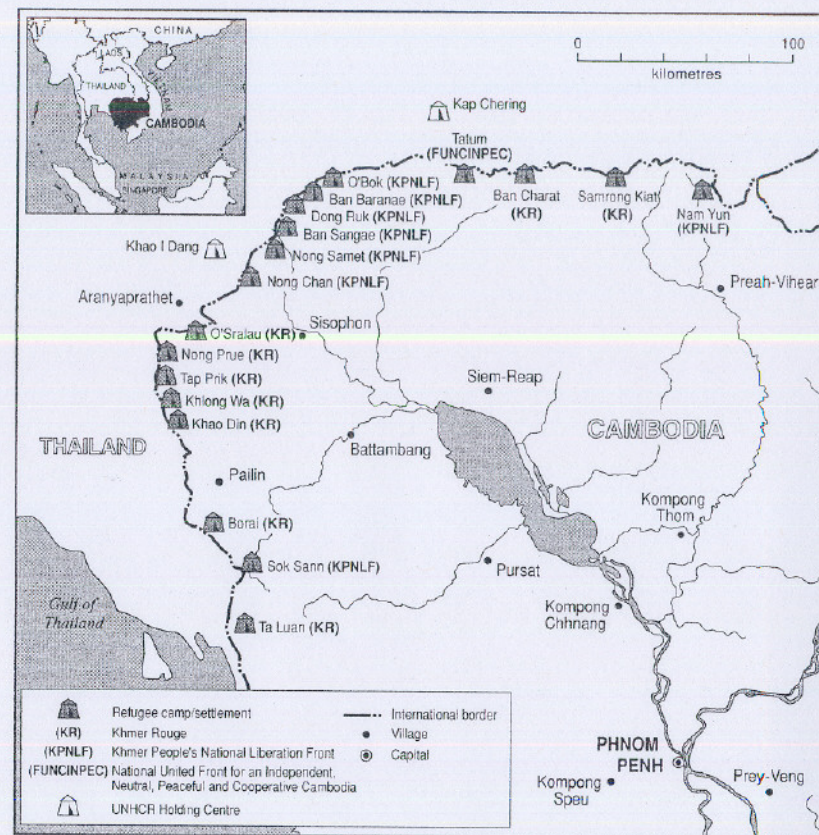 CHINA
LAOS
THAILAND
VIETNAM
CAMBODIA
MALAYSIA
SINGAPORE
0 100
kilometres
Kap Chering
Tatum
(FUNCINPEC)
O'Bok (KPNLF)
Ban Baranae (KPNLF)
Dong Ruk (KPNLF)
Ban Sangae (KPNLF)
Nong Samet (KPNLF)
Nong Chan (KPNLF)
Ban Charat
(KR)
Samrong Kiat
(KR)
Nam Yun
(KPNLF)
Khao I Dang
Aranyaprathet
Preah-Vihear
O'Sralau (KR)
Sisophon
Nong Prue (KR)
Tap Prik (KR)
Khlong Wa (KR)
Khao Din (KR)
Siem-Reap
THAILAND
CAMBODIA
Battambang
Pailin
Kompong
Thom
Borai (KR)
Sok Sann (KPNLF)
Pursat
Gulf of
Thailand
Kompong
Chhnang
Ta Luan (KR)
Refugee camp/settlement
(KR) Khmer Rouge
(KPNLF) Khmer People's National Liberation Front
(FUNCINPEC) National United Front for an Independent,
Neutral, Peaceful and Cooperative Cambodia
UNHCR Holding Centre
International border
Village
Capital
PHNOM
PENH
Kompong
Speu
Prey-Veng